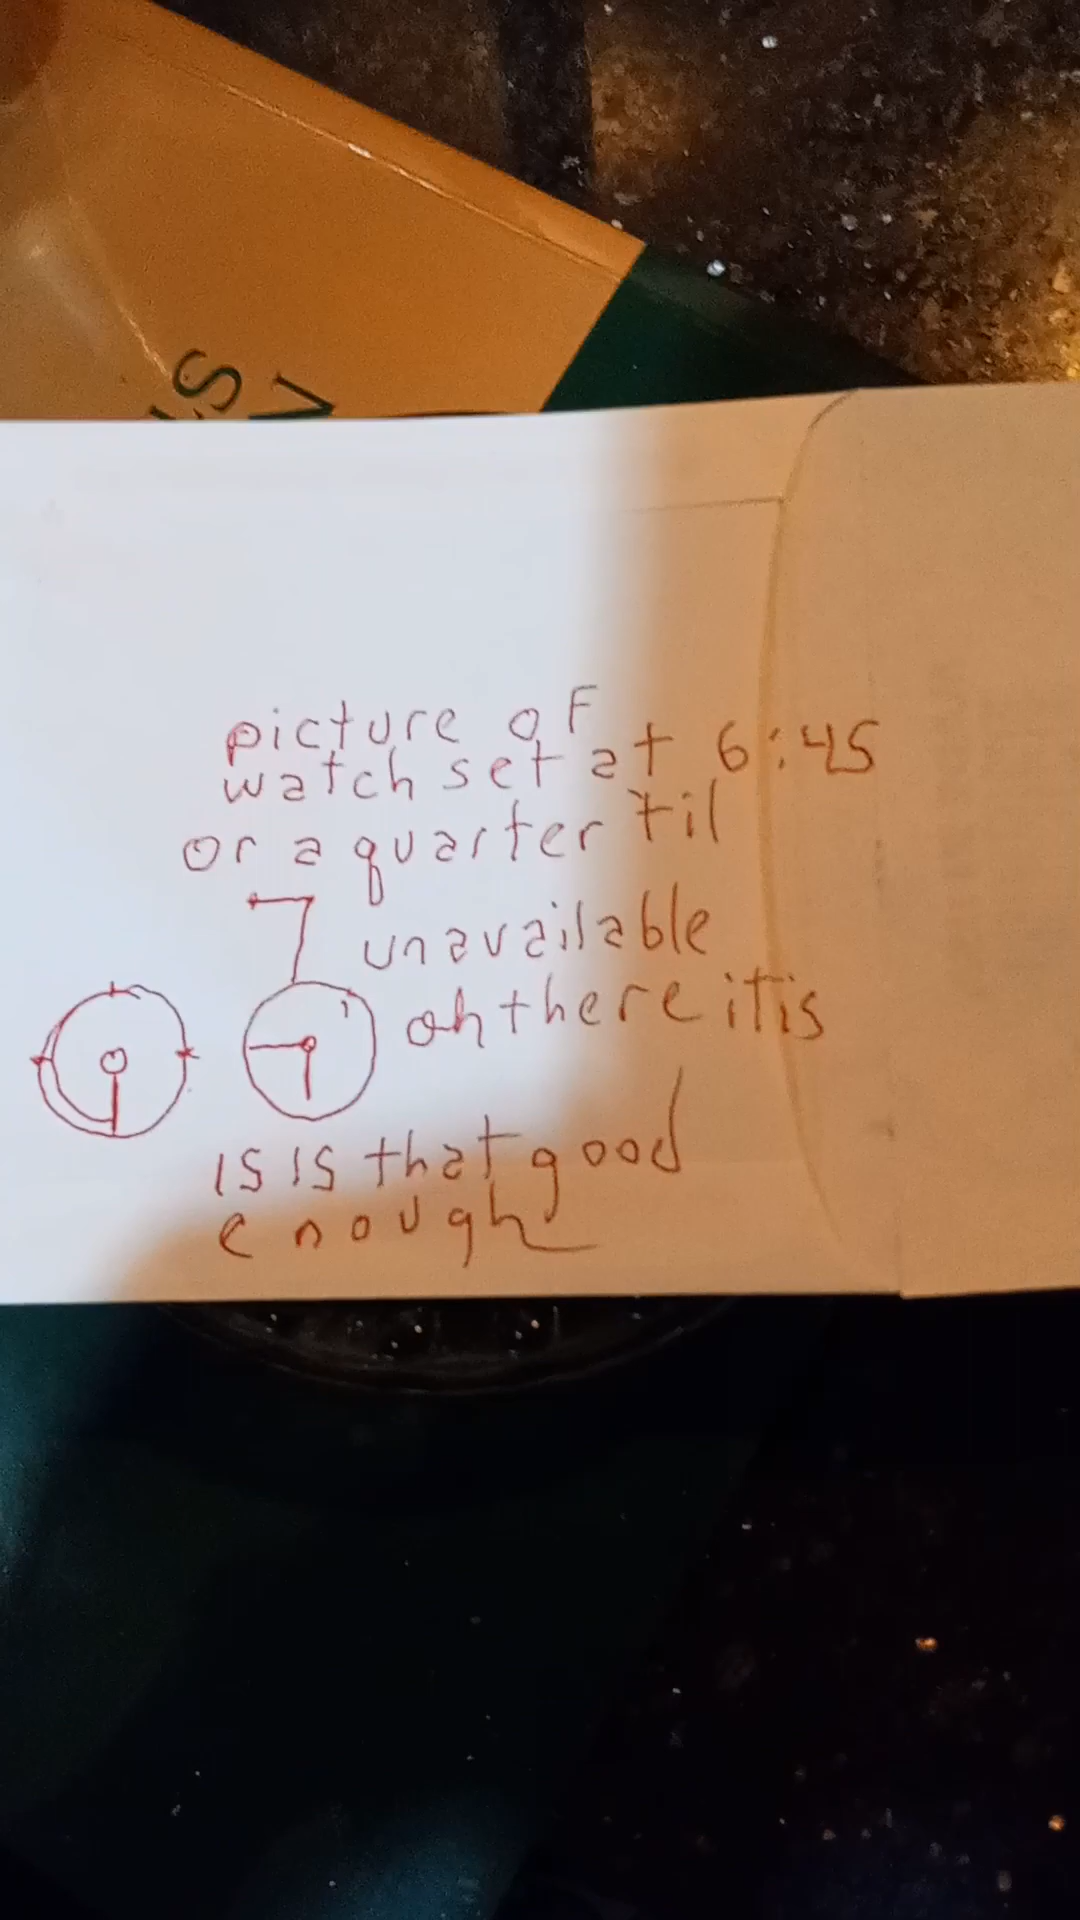 picture of
watch set at 6:45
or a quarter til
7 unavailable
oh there it is
is is that good
enough